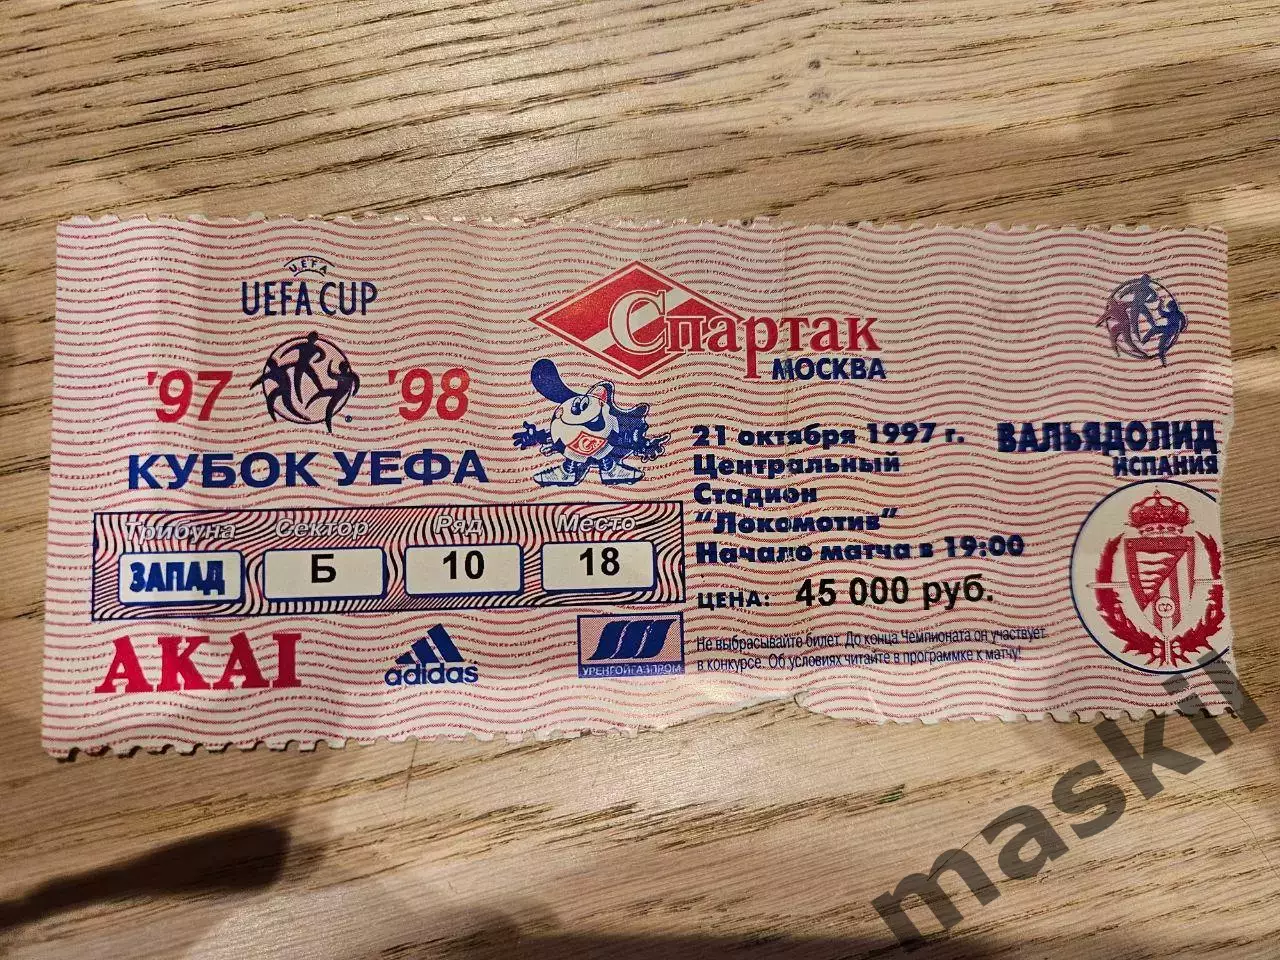 UEFA
UEFA CUP
'97 '98
КУБОК УЕФА
Спартак
МОСКВА
21 октября 1997 г.
Центральный
Стадион
"Локомотив"
Начало матча в 19:00
ЦЕНА: 45 000 руб.
Не выбрасывайте билет. До конца Чемпионата он участвует
в конкурсе. Об условиях читайте в программке к матчу!
ВАЛЬЯДОЛИД
ИСПАНИЯ
Трибуна Сектор Ряд Место
ЗАПАД Б 10 18
AKAI
adidas
УРЕНГОЙГАЗПРОМ
maskil